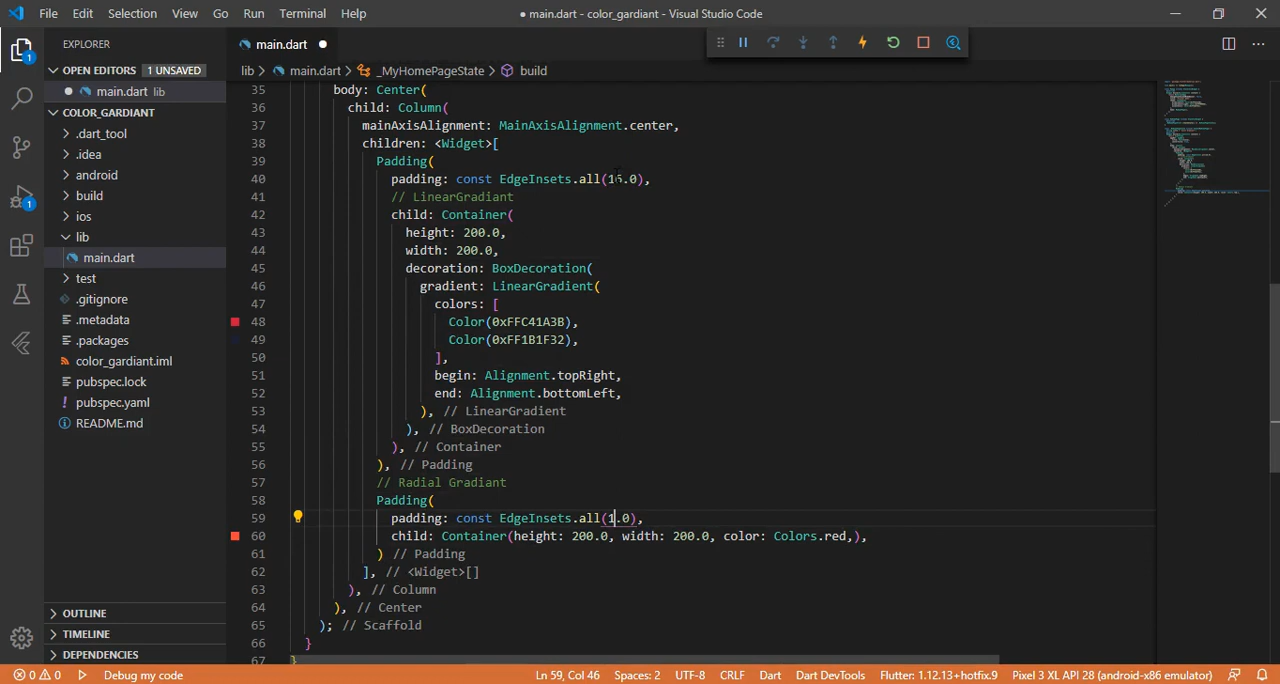 File Edit Selection View Go Run Terminal Help
● main.dart - color_gardiant - Visual Studio Code
EXPLORER
main.dart ●
OPEN EDITORS 1 UNSAVED
● main.dart lib
lib > main.dart > _MyHomePageState > build
COLOR_GARDIANT
.dart_tool
.idea
android
build
ios
lib
main.dart
test
.gitignore
.metadata
.packages
color_gardiant.iml
pubspec.lock
pubspec.yaml
README.md
OUTLINE
TIMELINE
DEPENDENCIES
35 body: Center(
36 child: Column(
37 mainAxisAlignment: MainAxisAlignment.center,
38 children: <Widget>[
39 Padding(
40 padding: const EdgeInsets.all(16.0),
41 // LinearGradiant
42 child: Container(
43 height: 200.0,
44 width: 200.0,
45 decoration: BoxDecoration(
46 gradient: LinearGradient(
47 colors: [
48 Color(0xFFC41A3B),
49 Color(0xFF1B1F32),
50 ],
51 begin: Alignment.topRight,
52 end: Alignment.bottomLeft,
53 ), // LinearGradient
54 ), // BoxDecoration
55 ), // Container
56 ), // Padding
57 // Radial Gradiant
58 Padding(
59 padding: const EdgeInsets.all(1.0),
60 child: Container(height: 200.0, width: 200.0, color: Colors.red,),
61 ) // Padding
62 ], // <Widget>[]
63 ), // Column
64 ), // Center
65 ); // Scaffold
66 }
67 }
1
1
0 0 Debug my code
Ln 59, Col 46 Spaces: 2 UTF-8 CRLF Dart Dart DevTools Flutter: 1.12.13+hotfix.9 Pixel 3 XL API 28 (android-x86 emulator)